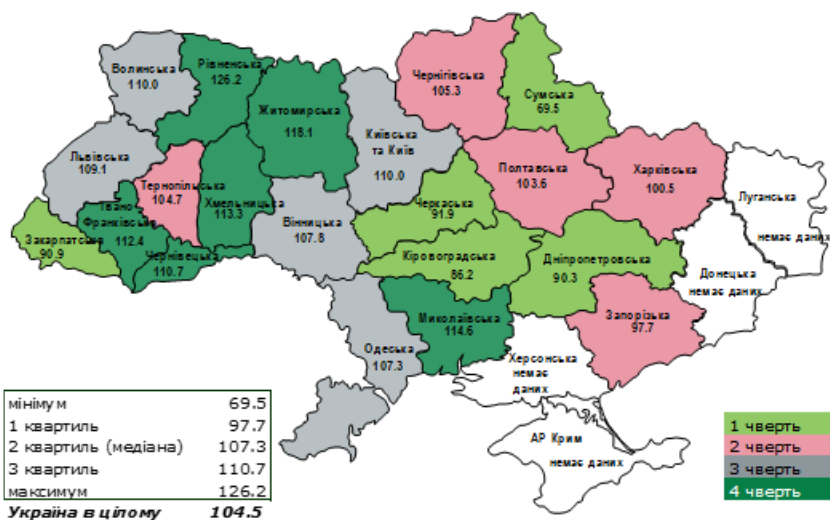 Волинська
110.0
Рівненська
126.2
Житомирська
118.1
Київська
та Київ
110.0
Чернігівська
105.3
Сумська
69.5
Львівська
109.1
Тернопільська
104.7
Хмельницька
113.3
Вінницька
107.8
Черкаська
91.9
Полтавська
103.6
Харківська
100.5
Луганська
немає даних
Закарпатська
90.9
Івано-
Франківська
112.4
Чернівецька
110.7
Кіровоградська
86.2
Дніпропетровська
90.3
Донецька
немає даних
Миколаївська
114.6
Запорізька
97.7
Одеська
107.3
Херсонська
немає
даних
АР Крим
немає даних
мінімум 69.5
1 квартиль 97.7
2 квартиль (медіана) 107.3
3 квартиль 110.7
максимум 126.2
Україна в цілому 104.5
1 чверть
2 чверть
3 чверть
4 чверть